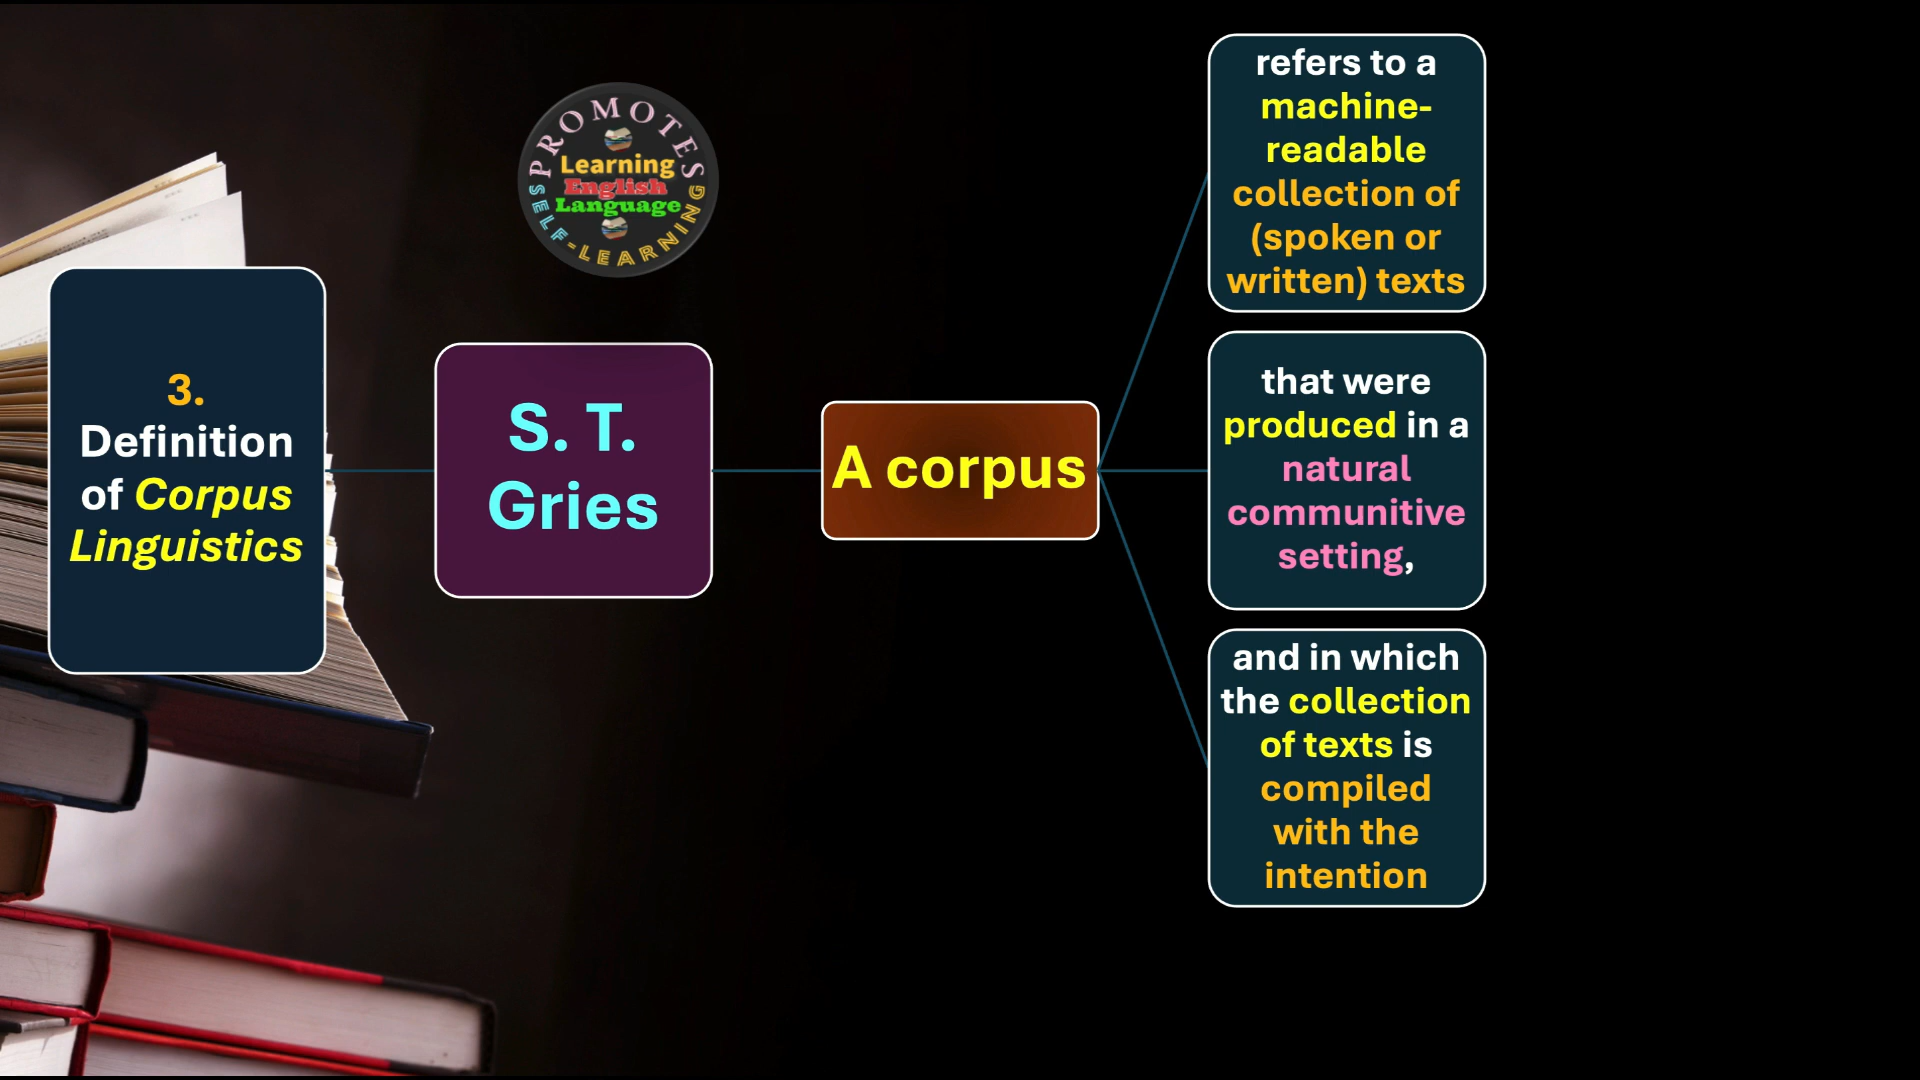 PROMOTES
Learning
English
Language
SELF-LEARNING
3.
Definition
of Corpus
Linguistics
S. T.
Gries
A corpus
refers to a
machine-
readable
collection of
(spoken or
written) texts
that were
produced in a
natural
communitive
setting,
and in which
the collection
of texts is
compiled
with the
intention